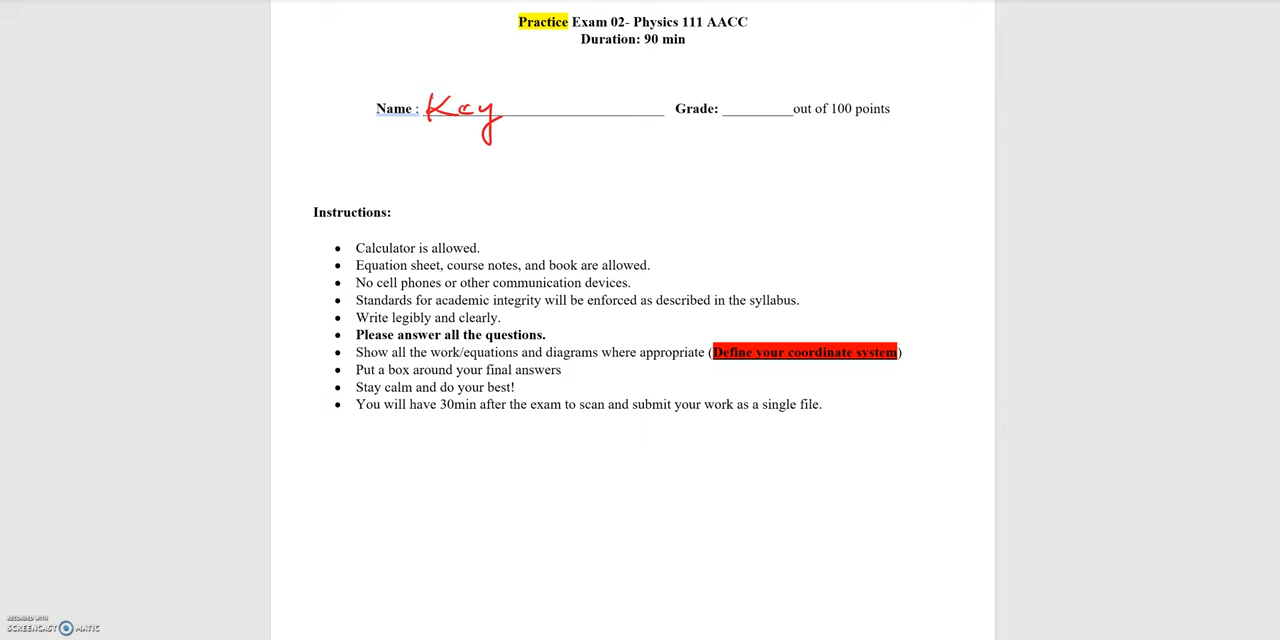 Practice Exam 02- Physics 111 AACC
Duration: 90 min
Name : Key Grade: __________out of 100 points
Instructions:
• Calculator is allowed.
• Equation sheet, course notes, and book are allowed.
• No cell phones or other communication devices.
• Standards for academic integrity will be enforced as described in the syllabus.
• Write legibly and clearly.
• Please answer all the questions.
• Show all the work/equations and diagrams where appropriate (Define your coordinate system)
• Put a box around your final answers
• Stay calm and do your best!
• You will have 30min after the exam to scan and submit your work as a single file.
RECORDED WITH
SCREENCAST MATIC